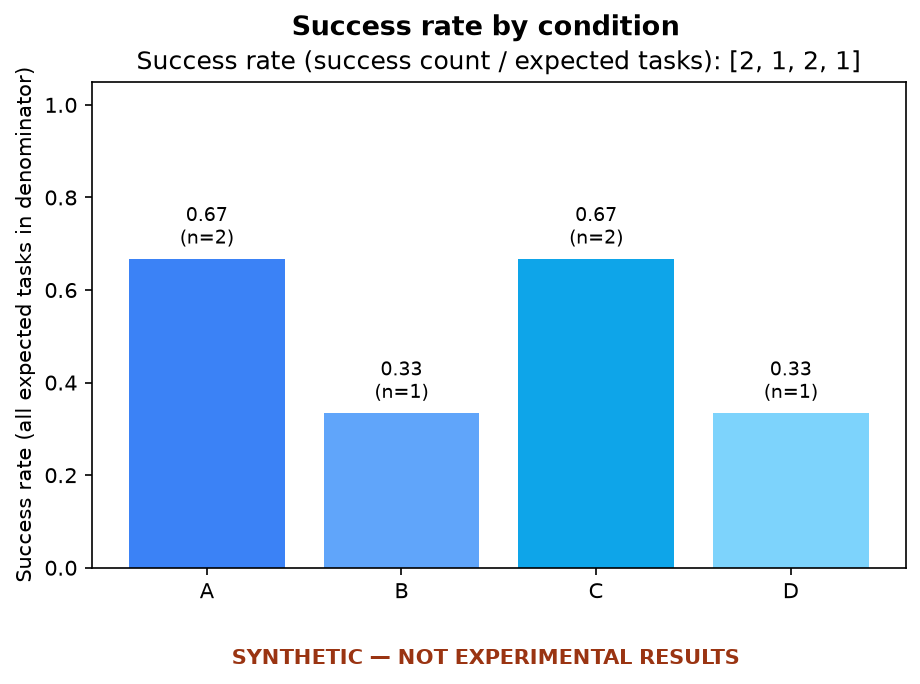 Success rate by condition
Success rate (success count / expected tasks): [2, 1, 2, 1]
Success rate (all expected tasks in denominator)
1.0
0.8
0.6
0.4
0.2
0.0
0.67
(n=2)
0.33
(n=1)
0.67
(n=2)
0.33
(n=1)
A
B
C
D
SYNTHETIC — NOT EXPERIMENTAL RESULTS